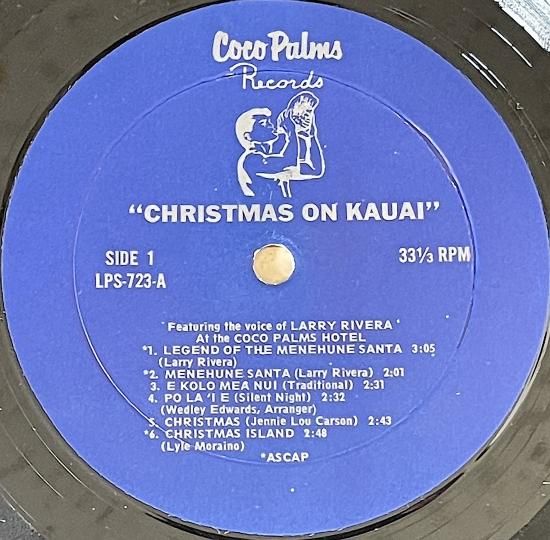 Coco Palms
Records
"CHRISTMAS ON KAUAI"
SIDE 1
LPS-723-A
33⅓ RPM
"Featuring the voice of LARRY RIVERA"
At the COCO PALMS HOTEL
*1. LEGEND OF THE MENEHUNE SANTA 3:05
(Larry Rivera)
*2. MENEHUNE SANTA (Larry Rivera) 2:01
3. E KOLO MEA NUI (Traditional) 2:31
4. PO LA 'I E (Silent Night) 2:32
(Wedley Edwards, Arranger)
5. CHRISTMAS (Jennie Lou Carson) 2:43
*6. CHRISTMAS ISLAND 2:48
(Lyle Moraino)
*ASCAP